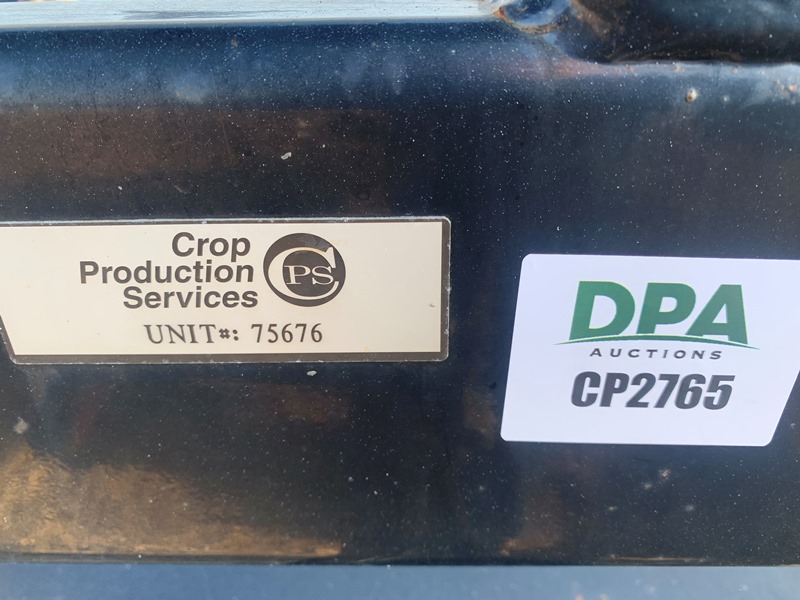 Crop
Production
Services
CPS
UNIT#: 75676
DPA
AUCTIONS
CP2765